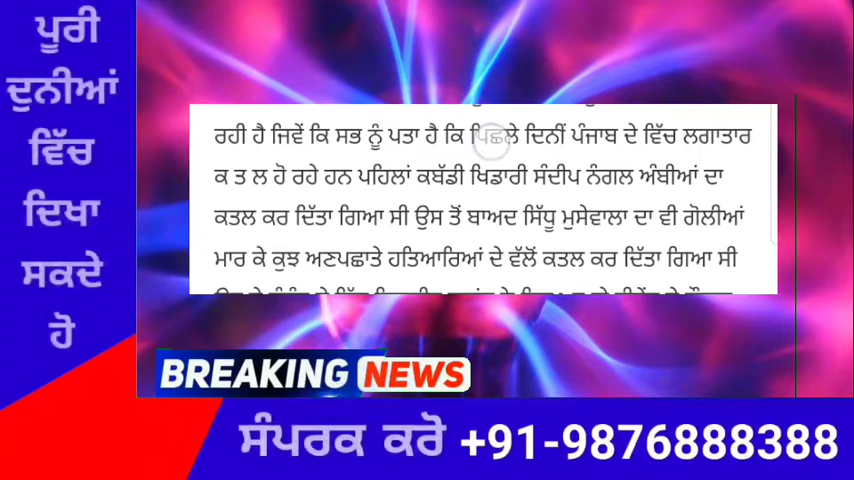 ਪੂਰੀ
ਦੁਨੀਆਂ
ਵਿੱਚ
ਦਿਖਾ
ਸਕਦੇ
ਹੋ
ਰਹੀ ਹੈ ਜਿਵੇਂ ਕਿ ਸਭ ਨੂੰ ਪਤਾ ਹੈ ਕਿ ਪਿਛਲੇ ਦਿਨੀਂ ਪੰਜਾਬ ਦੇ ਵਿੱਚ ਲਗਾਤਾਰ
ਕ ਤ ਲ ਹੋ ਰਹੇ ਹਨ ਪਹਿਲਾਂ ਕਬੱਡੀ ਖਿਡਾਰੀ ਸੰਦੀਪ ਨੰਗਲ ਅੰਬੀਆਂ ਦਾ
ਕਤਲ ਕਰ ਦਿੱਤਾ ਗਿਆ ਸੀ ਉਸ ਤੋਂ ਬਾਅਦ ਸਿੱਧੂ ਮੁਸੇਵਾਲਾ ਦਾ ਵੀ ਗੋਲੀਆਂ
ਮਾਰ ਕੇ ਕੁਝ ਅਣਪਛਾਤੇ ਹਤਿਆਰਿਆਂ ਦੇ ਵੱਲੋਂ ਕਤਲ ਕਰ ਦਿੱਤਾ ਗਿਆ ਸੀ
BREAKING NEWS
ਸੰਪਰਕ ਕਰੋ +91-9876888388